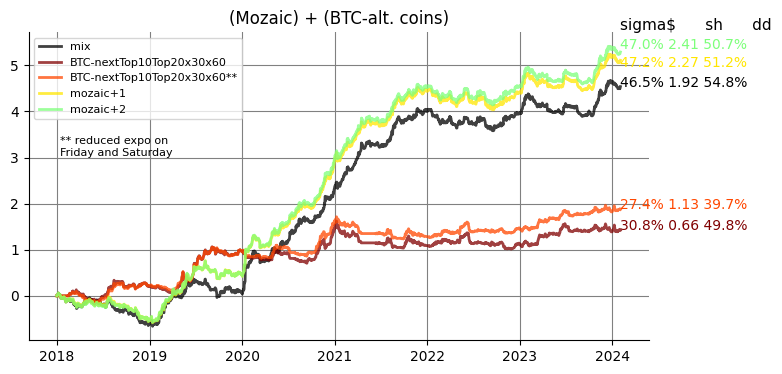 (Mozaic) + (BTC-alt. coins)
sigma$ sh dd
47.0% 2.41 50.7%
47.2% 2.27 51.2%
46.5% 1.92 54.8%
mix
BTC-nextTop10Top20x30x60
BTC-nextTop10Top20x30x60**
mozaic+1
mozaic+2
** reduced expo on
Friday and Saturday
27.4% 1.13 39.7%
30.8% 0.66 49.8%
5
4
3
2
1
0
2018 2019 2020 2021 2022 2023 2024